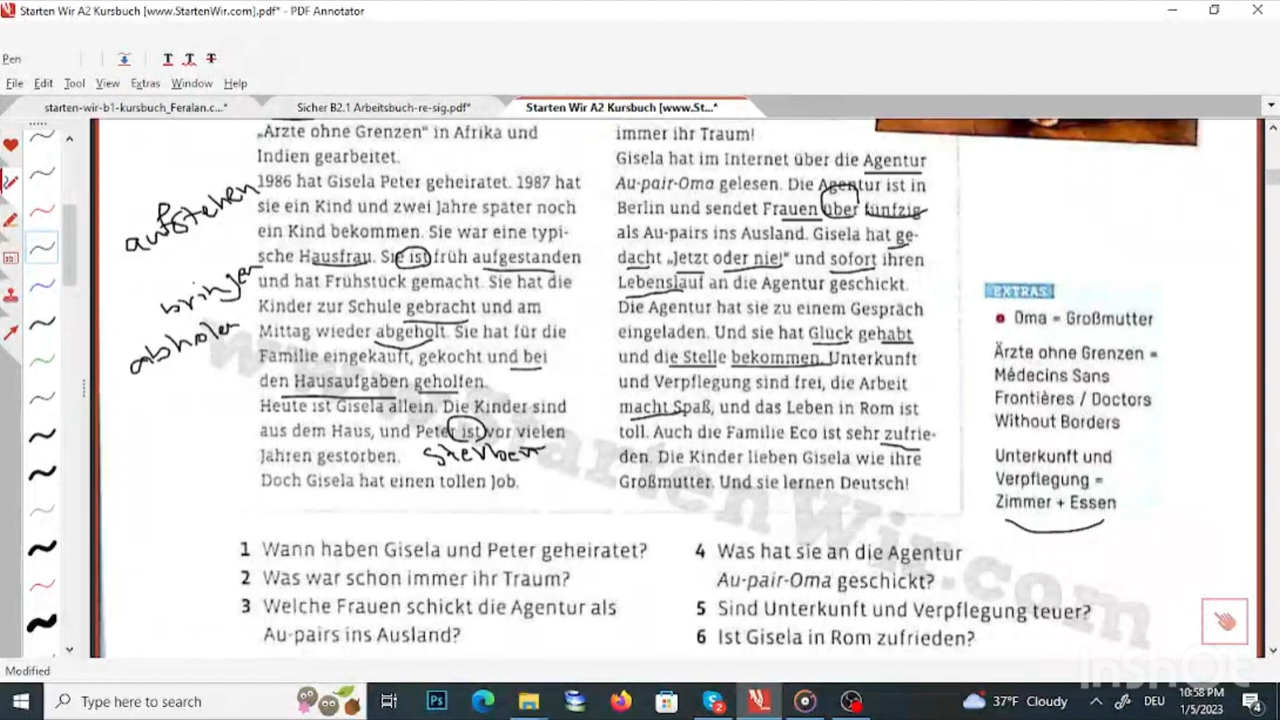 Starten Wir A2 Kursbuch [www.StartenWir.com].pdf* - PDF Annotator
Pen
T T T
File Edit Tool View Extras Window Help
starten-wir-b1-kursbuch_Feralan.c...*
Sicher B2.1 Arbeitsbuch-re-sig.pdf*
Starten Wir A2 Kursbuch [www.St...*
„Ärzte ohne Grenzen“ in Afrika und
Indien gearbeitet.
1986 hat Gisela Peter geheiratet. 1987 hat
sie ein Kind und zwei Jahre später noch
ein Kind bekommen. Sie war eine typi-
sche Hausfrau. Sie ist früh aufgestanden
und hat Frühstück gemacht. Sie hat die
Kinder zur Schule gebracht und am
Mittag wieder abgeholt. Sie hat für die
Familie eingekauft, gekocht und bei
den Hausaufgaben geholfen.
Heute ist Gisela allein. Die Kinder sind
aus dem Haus, und Peter ist vor vielen
Jahren gestorben.
Doch Gisela hat einen tollen Job.
aufstehen
bringen
abholen
sterben
immer ihr Traum!
Gisela hat im Internet über die Agentur
Au-pair-Oma gelesen. Die Agentur ist in
Berlin und sendet Frauen über fünfzig
als Au-pairs ins Ausland. Gisela hat ge-
dacht „Jetzt oder nie!“ und sofort ihren
Lebenslauf an die Agentur geschickt.
Die Agentur hat sie zu einem Gespräch
eingeladen. Und sie hat Glück gehabt
und die Stelle bekommen. Unterkunft
und Verpflegung sind frei, die Arbeit
macht Spaß, und das Leben in Rom ist
toll. Auch die Familie Eco ist sehr zufrie-
den. Die Kinder lieben Gisela wie ihre
Großmutter. Und sie lernen Deutsch!
EXTRAS
Oma = Großmutter
Ärzte ohne Grenzen =
Médecins Sans
Frontières / Doctors
Without Borders
Unterkunft und
Verpflegung =
Zimmer + Essen
1 Wann haben Gisela und Peter geheiratet?
2 Was war schon immer ihr Traum?
3 Welche Frauen schickt die Agentur als
Au-pairs ins Ausland?
4 Was hat sie an die Agentur
Au-pair-Oma geschickt?
5 Sind Unterkunft und Verpflegung teuer?
6 Ist Gisela in Rom zufrieden?
www.StartenWir.com
InShOt
Modified
Type here to search
Ps
2
37°F Cloudy
DEU
10:58 PM
1/5/2023
4